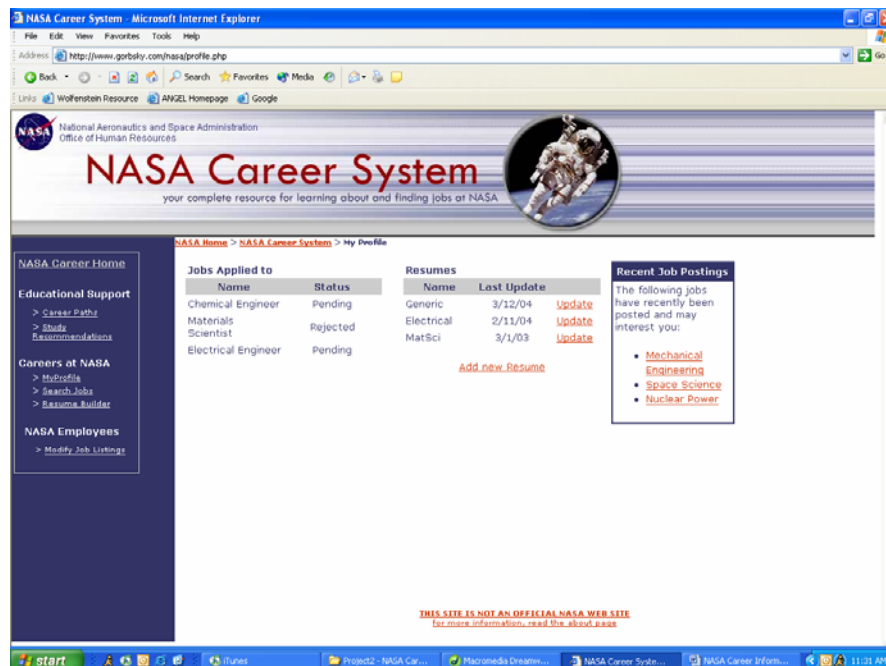 NASA Career System - Microsoft Internet Explorer
File Edit View Favorites Tools Help
Address http://www.gorbsky.com/nasa/profile.php Go
Back Search Favorites Media
Links Wolfenstein Resource ANGEL Homepage Google
NASA
National Aeronautics and Space Administration
Office of Human Resources
NASA Career System
your complete resource for learning about and finding jobs at NASA
NASA Home > NASA Career System > My Profile
NASA Career Home
Educational Support
> Career Paths
> Study
Recommendations
Careers at NASA
> MyProfile
> Search Jobs
> Resume Builder
NASA Employees
> Modify Job Listings
Jobs Applied to
Name Status
Chemical Engineer Pending
Materials
Scientist Rejected
Electrical Engineer Pending
Resumes
Name Last Update
Generic 3/12/04 Update
Electrical 2/11/04 Update
MatSci 3/1/03 Update
Add new Resume
Recent Job Postings
The following jobs
have recently been
posted and may
interest you:
Mechanical
Engineering
Space Science
Nuclear Power
THIS SITE IS NOT AN OFFICIAL NASA WEB SITE
for more information, read the about page
start iTunes Project2 - NASA Car... Macromedia Dreamw... NASA Career Syste... NASA Career Inform... 11:31 AM